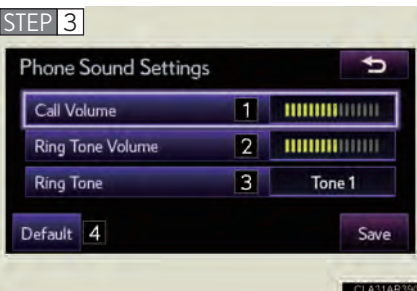 STEP 3
Phone Sound Settings
Call Volume 1
Ring Tone Volume 2
Ring Tone 3 Tone 1
Default 4 Save
CLA31AB39